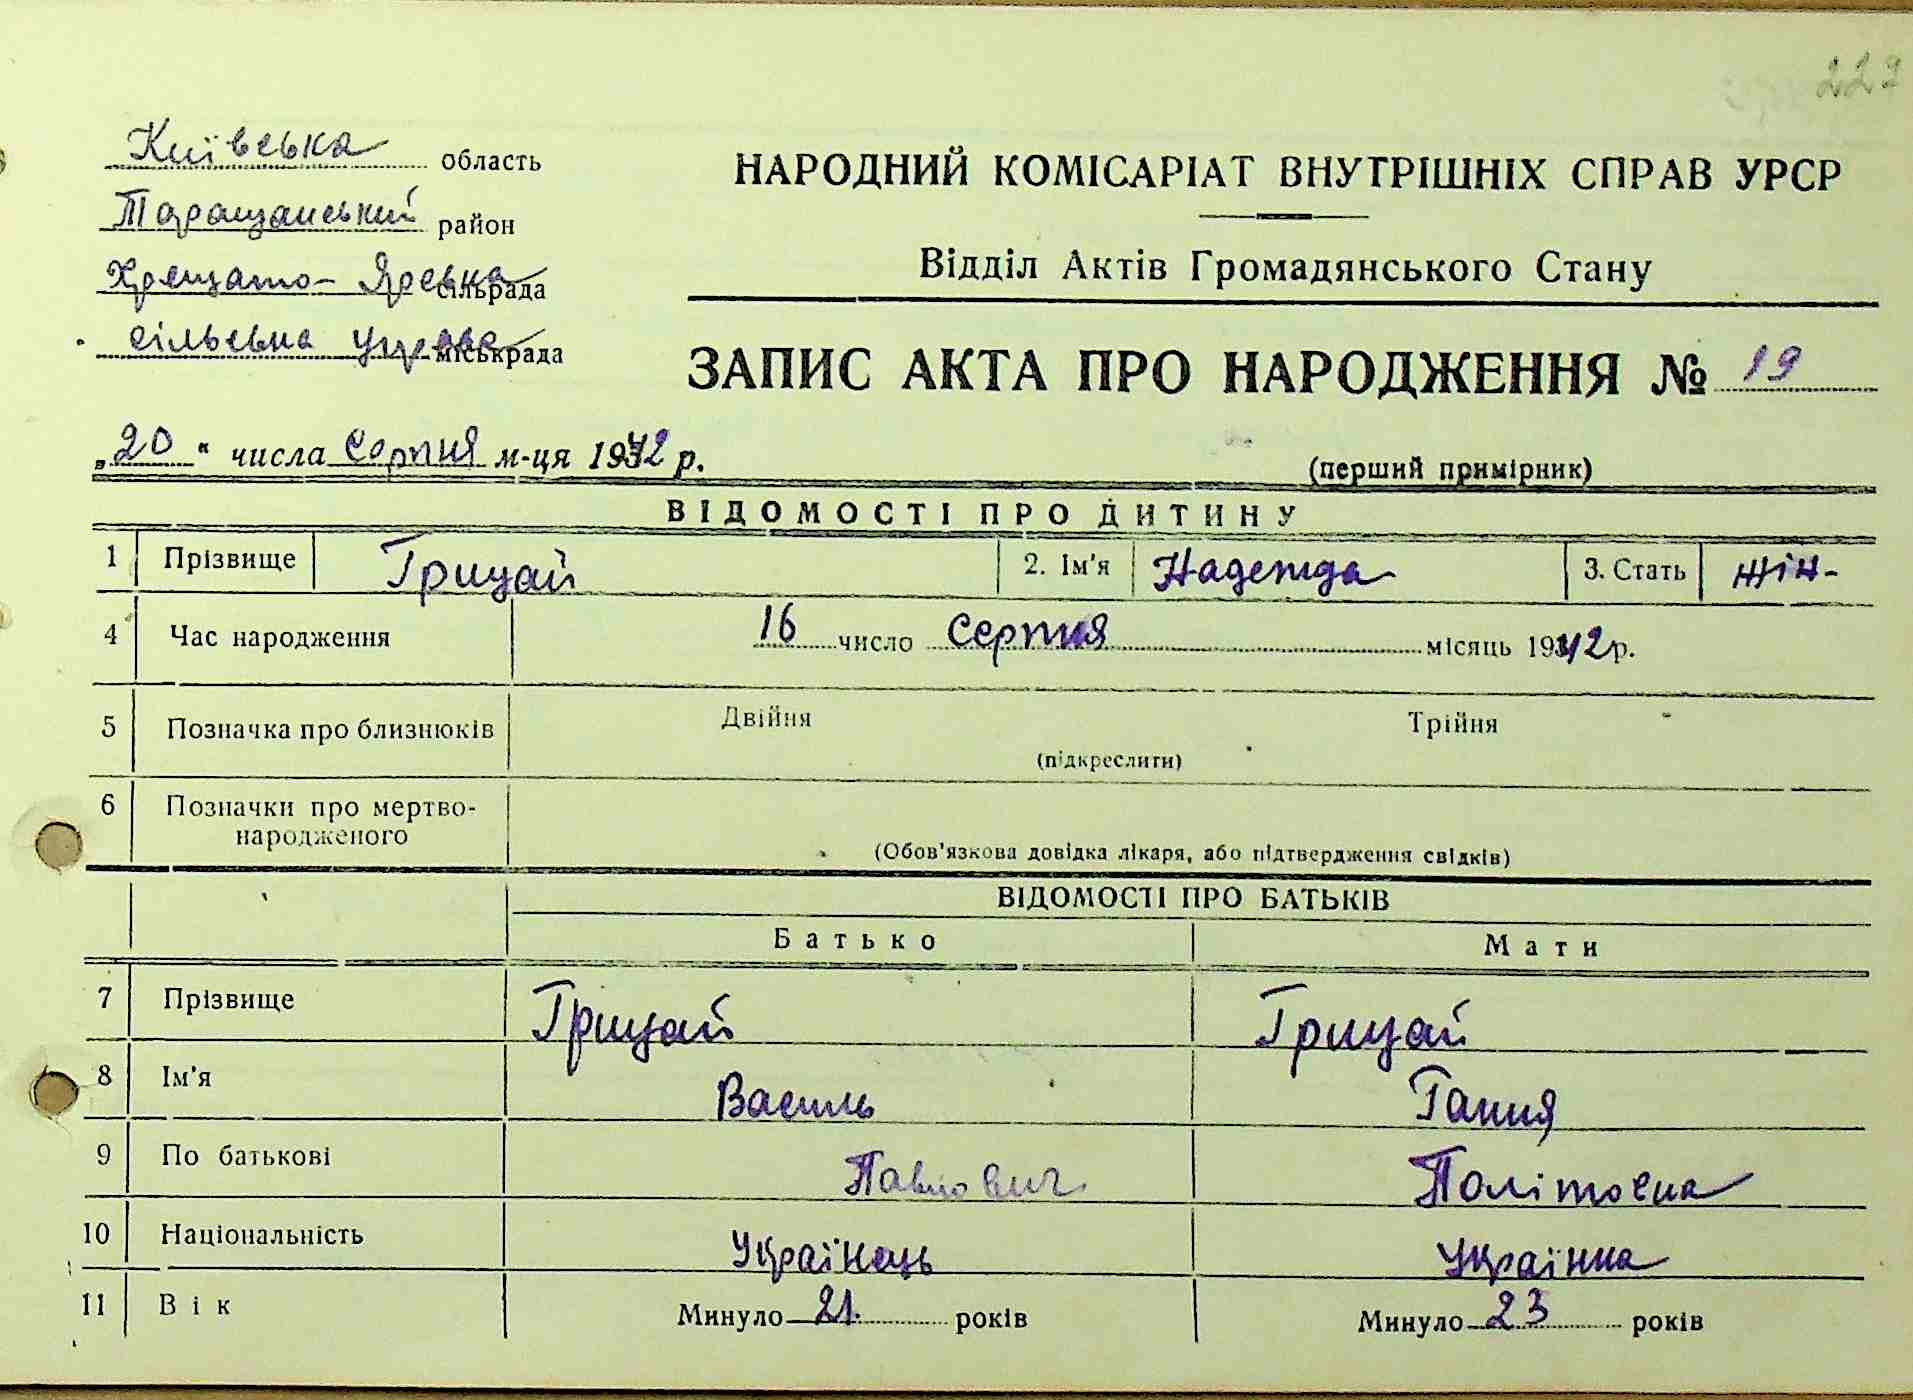 229
Київська область
Таращанський район
Хрещато-Яревка сільрада
сільська управа міськрада
НАРОДНИЙ КОМІСАРІАТ ВНУТРІШНІХ СПРАВ УРСР
Відділ Актів Громадянського Стану
ЗАПИС АКТА ПРО НАРОДЖЕННЯ № 19
„20“ числа Серпня м-ця 1942 р.
(перший примірник)
ВІДОМОСТІ ПРО ДИТИНУ
1 Прізвище Грицай 2. Ім'я Надежда 3. Стать жін-
4 Час народження 16 число Серпня місяць 1942 р.
5 Позначка про близнюків Двійня Трійня
(підкреслити)
6 Позначки про мертво-
народженого
(Обов'язкова довідка лікаря, або підтвердження свідків)
ВІДОМОСТІ ПРО БАТЬКІВ
Батько Мати
7 Прізвище Грицай Грицай
8 Ім'я Василь Гання
9 По батькові Павлович Політовна
10 Національність Українець Українка
11 Вік Минуло 21. років Минуло 23 років